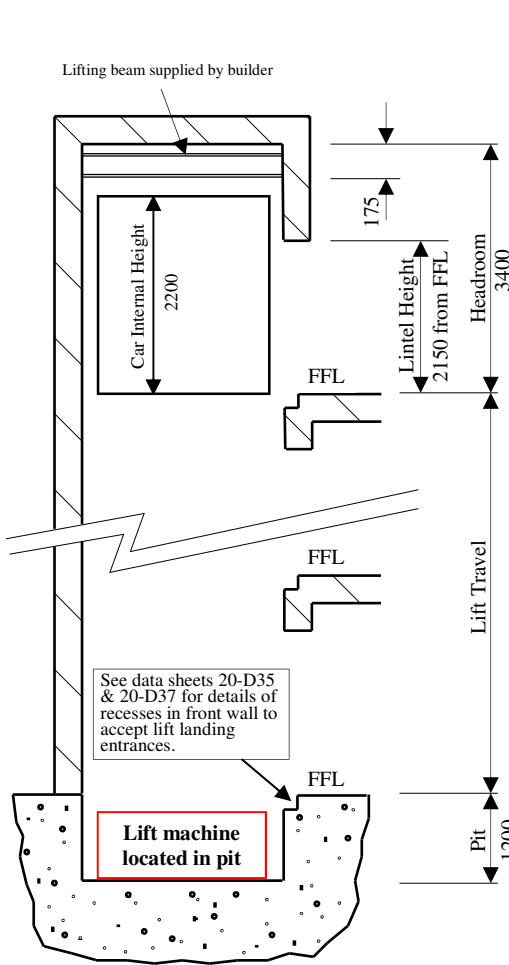 Lifting beam supplied by builder
175
Headroom
3400
Car Internal Height
2200
Lintel Height
2150 from FFL
FFL
FFL
Lift Travel
See data sheets 20-D35
& 20-D37 for details of
recesses in front wall to
accept lift landing
entrances.
FFL
Lift machine
located in pit
Pit
1200